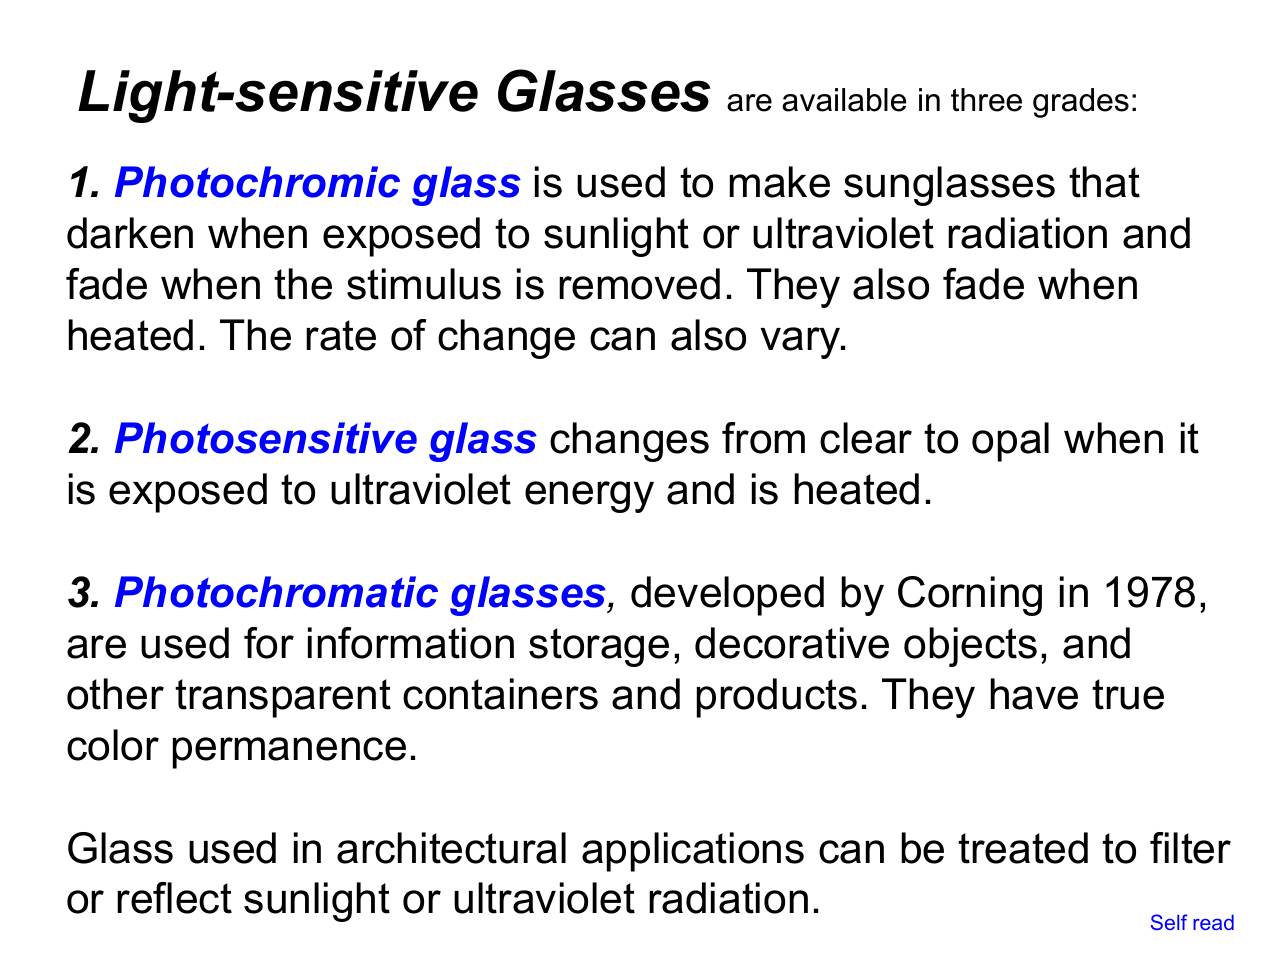 Light-sensitive Glasses are available in three grades:
1. Photochromic glass is used to make sunglasses that
darken when exposed to sunlight or ultraviolet radiation and
fade when the stimulus is removed. They also fade when
heated. The rate of change can also vary.
2. Photosensitive glass changes from clear to opal when it
is exposed to ultraviolet energy and is heated.
3. Photochromatic glasses, developed by Corning in 1978,
are used for information storage, decorative objects, and
other transparent containers and products. They have true
color permanence.
Glass used in architectural applications can be treated to filter
or reflect sunlight or ultraviolet radiation.
Self read